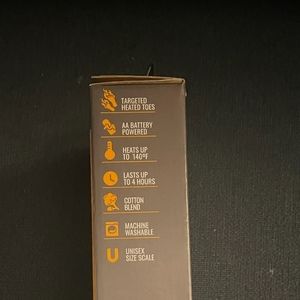 TARGETED
HEATED TOES
AA BATTERY
POWERED
HEATS UP
TO 140°F
LASTS UP
TO 4 HOURS
COTTON
BLEND
MACHINE
WASHABLE
U
UNISEX
SIZE SCALE